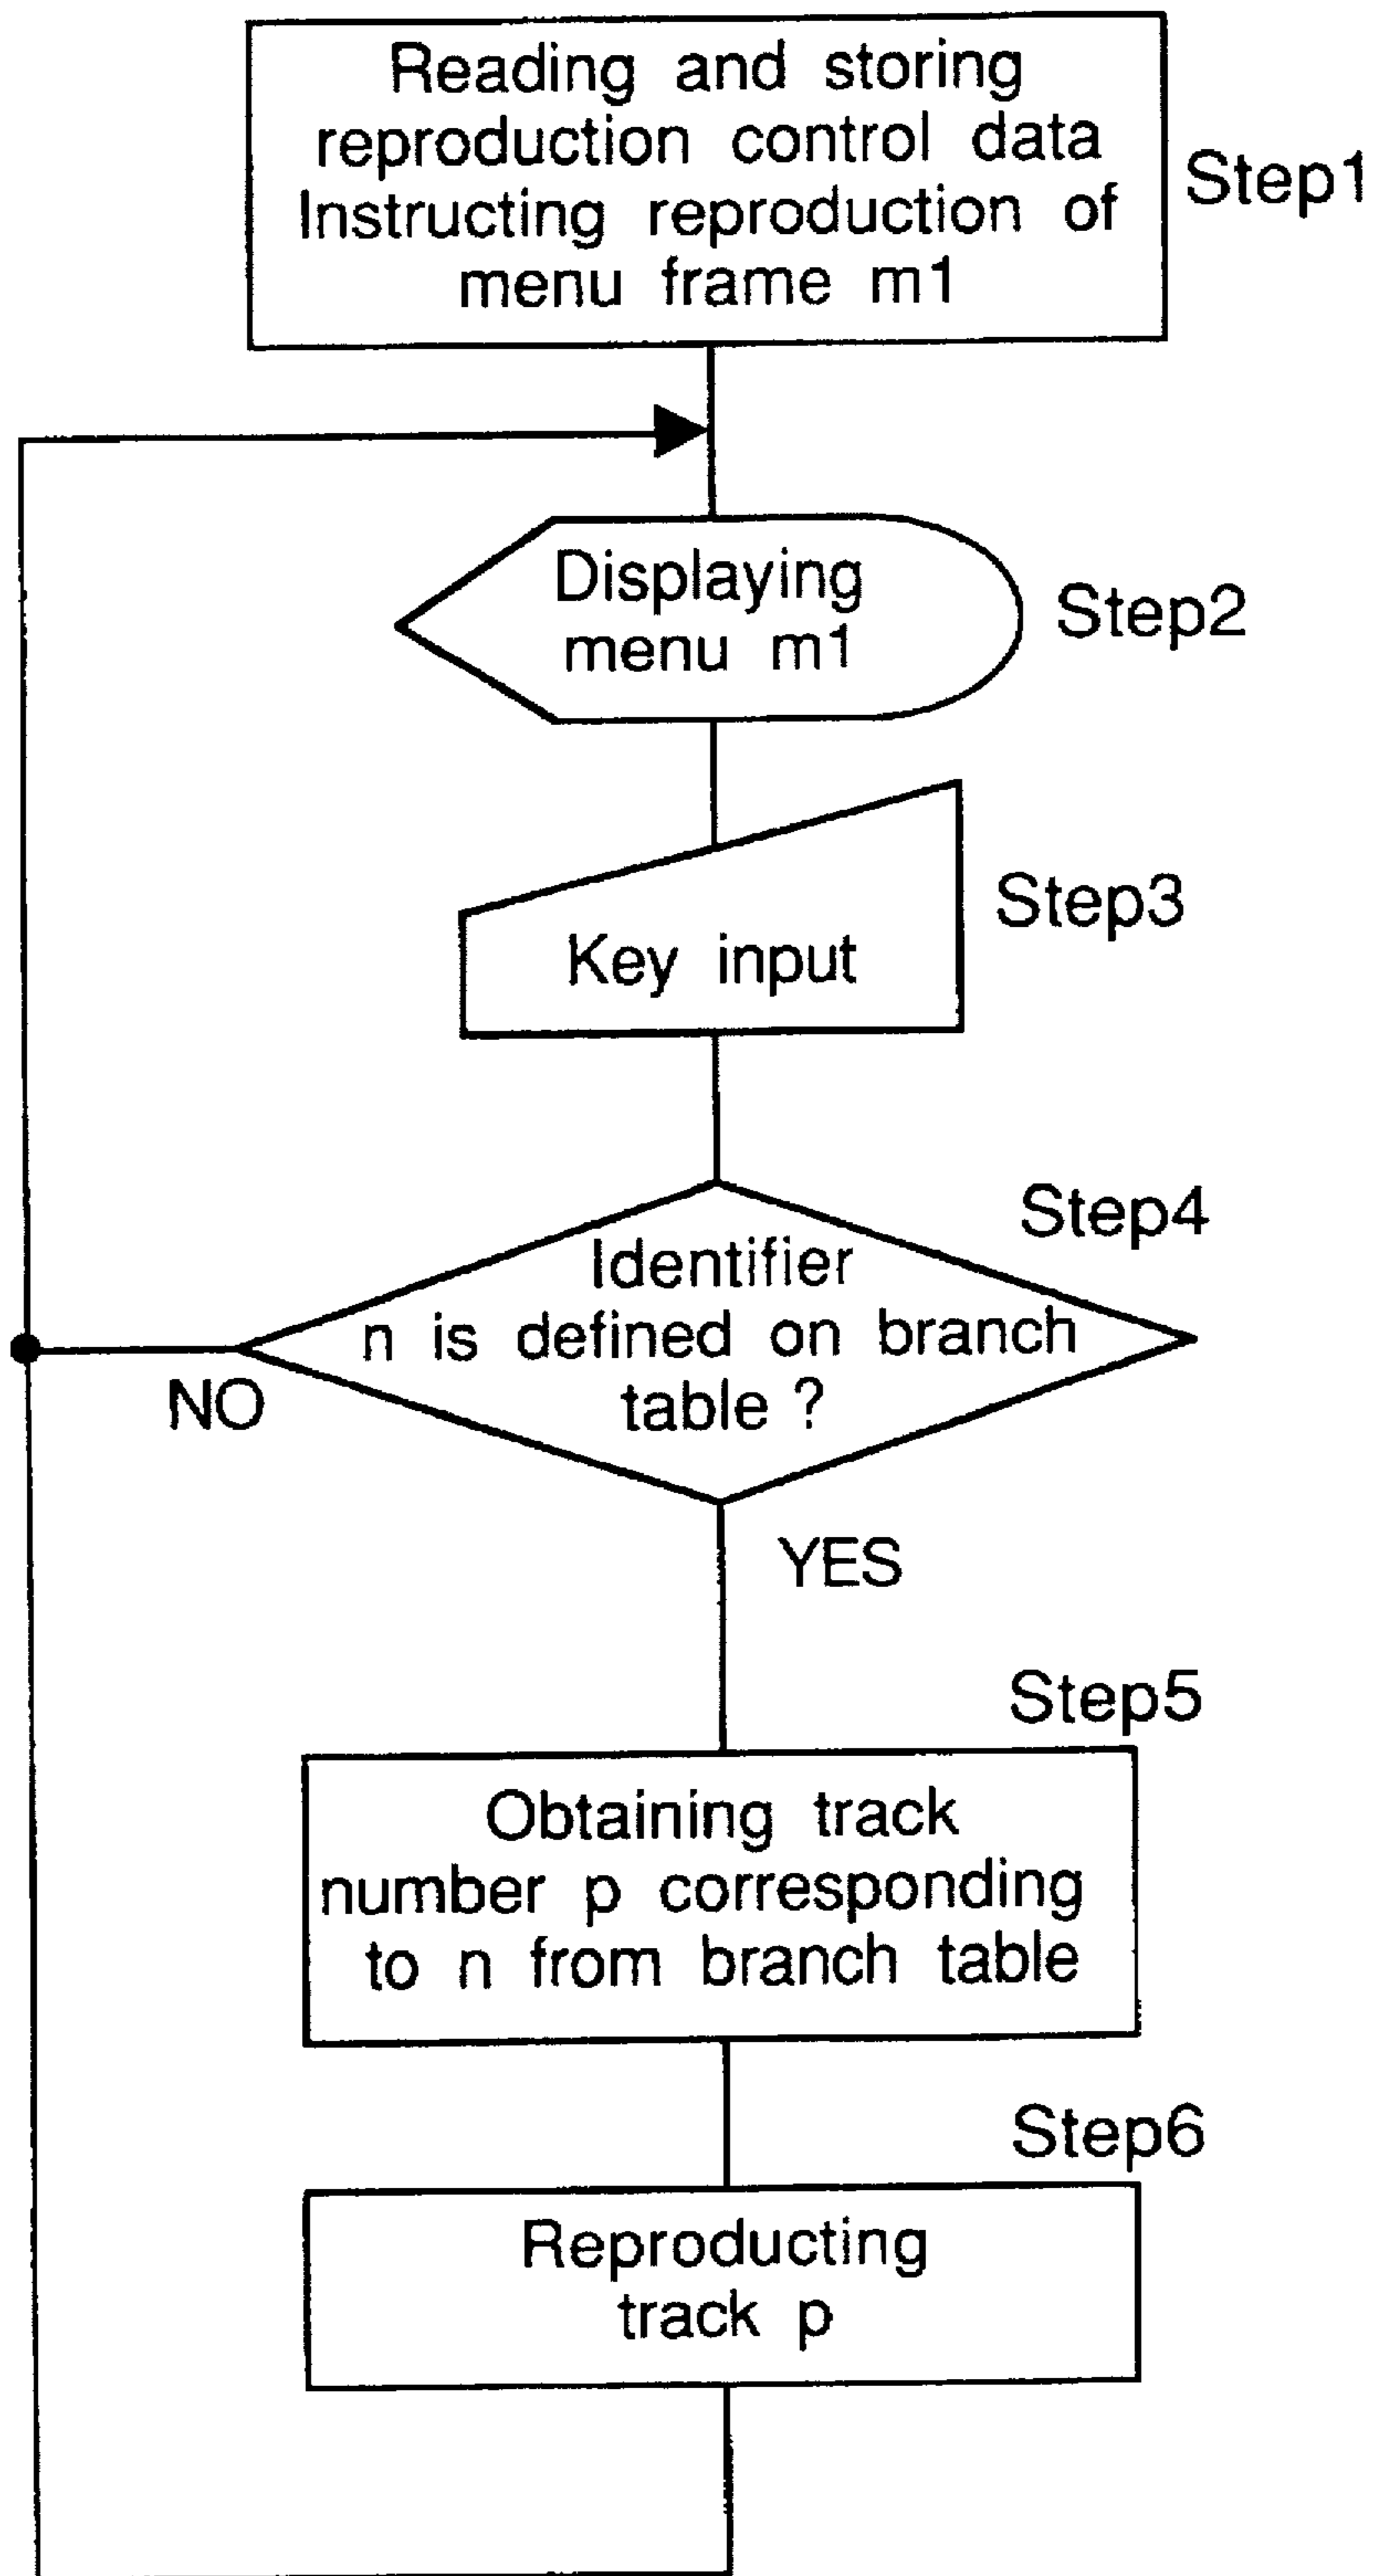 Reading and storing
reproduction control data
Instructing reproduction of
menu frame m1
Step1
Displaying
menu m1
Step2
Step3
Key input
Step4
Identifier
n is defined on branch
table ?
NO
YES
Step5
Obtaining track
number p corresponding
to n from branch table
Step6
Reproducting
track p